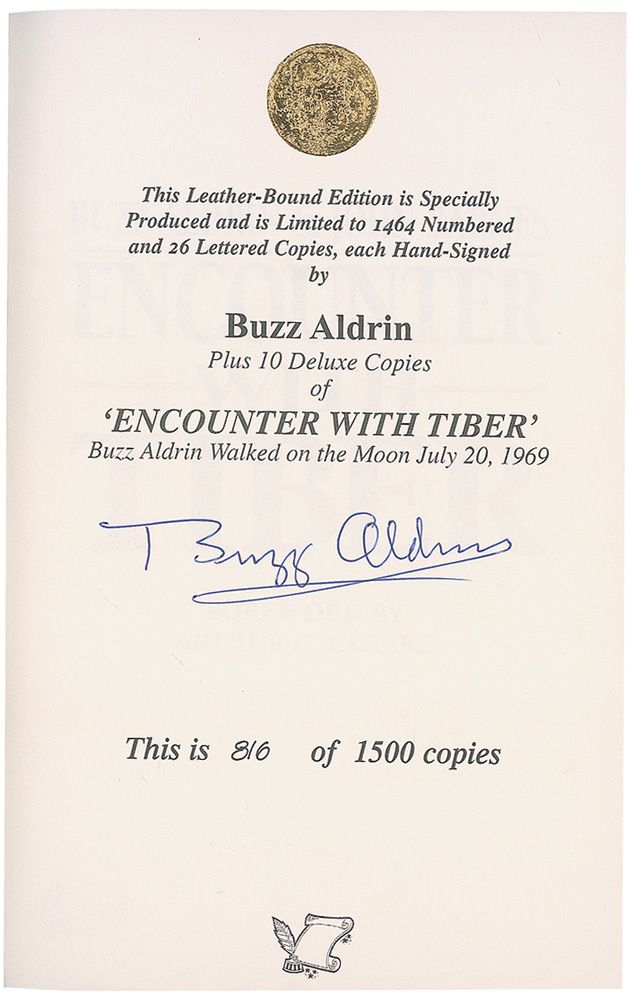 This Leather-Bound Edition is Specially
Produced and is Limited to 1464 Numbered
and 26 Lettered Copies, each Hand-Signed
by
Buzz Aldrin
Plus 10 Deluxe Copies
of
‘ENCOUNTER WITH TIBER’
Buzz Aldrin Walked on the Moon July 20, 1969
Buzz Aldrin
This is 816 of 1500 copies